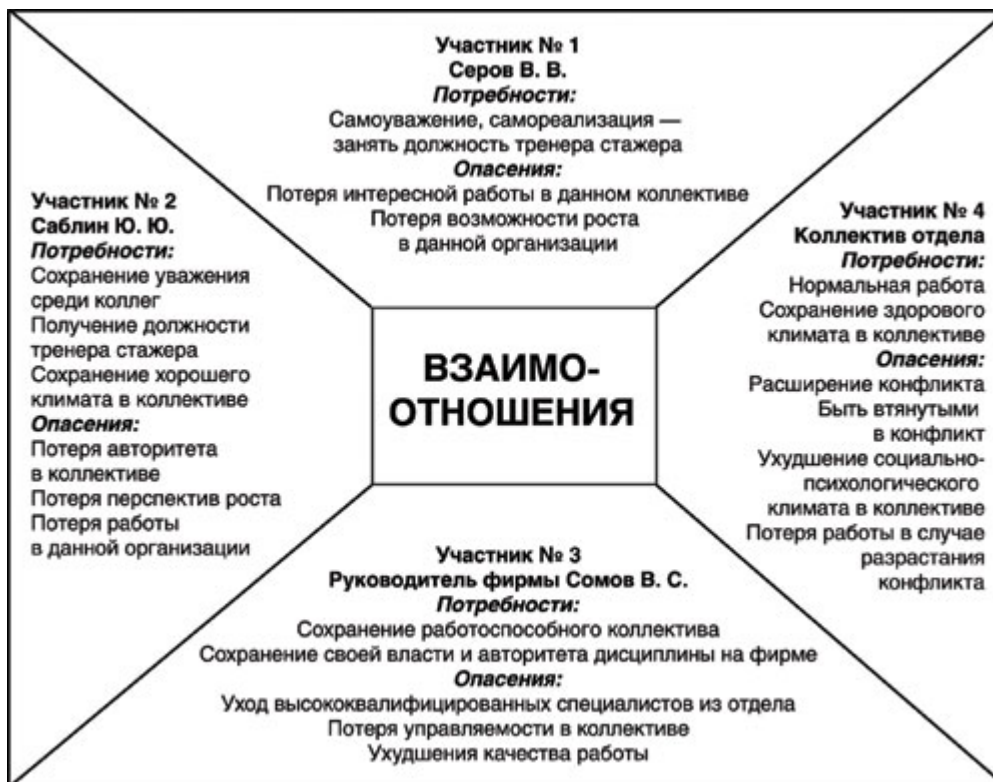 Участник № 1
Серов В. В.
Потребности:
Самоуважение, самореализация —
занять должность тренера стажера
Опасения:
Потеря интересной работы в данном коллективе
Потеря возможности роста
в данной организации
Участник № 2
Саблин Ю. Ю.
Потребности:
Сохранение уважения
среди коллег
Получение должности
тренера стажера
Сохранение хорошего
климата в коллективе
Опасения:
Потеря авторитета
в коллективе
Потеря перспектив роста
Потеря работы
в данной организации
ВЗАИМО-
ОТНОШЕНИЯ
Участник № 4
Коллектив отдела
Потребности:
Нормальная работа
Сохранение здорового
климата в коллективе
Опасения:
Расширение конфликта
Быть втянутыми
в конфликт
Ухудшение социально-
психологического
климата в коллективе
Потеря работы в случае
разрастания
конфликта
Участник № 3
Руководитель фирмы Сомов В. С.
Потребности:
Сохранение работоспособного коллектива
Сохранение своей власти и авторитета дисциплины на фирме
Опасения:
Уход высококвалифицированных специалистов из отдела
Потеря управляемости в коллективе
Ухудшения качества работы